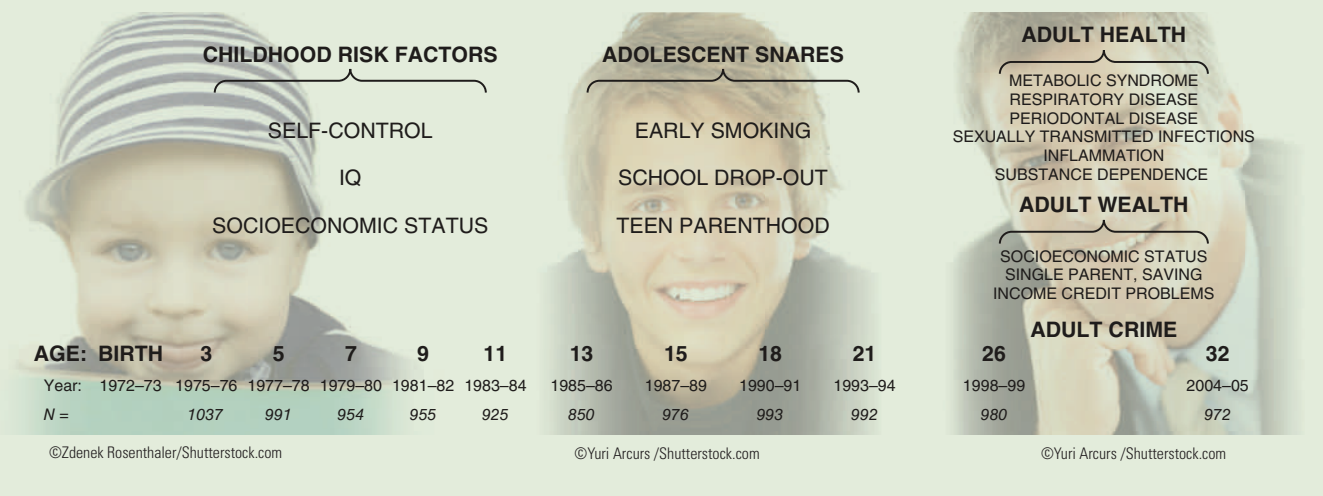 CHILDHOOD RISK FACTORS
SELF-CONTROL
IQ
SOCIOECONOMIC STATUS
ADOLESCENT SNARES
EARLY SMOKING
SCHOOL DROP-OUT
TEEN PARENTHOOD
ADULT HEALTH
METABOLIC SYNDROME
RESPIRATORY DISEASE
PERIODONTAL DISEASE
SEXUALLY TRANSMITTED INFECTIONS
INFLAMMATION
SUBSTANCE DEPENDENCE
ADULT WEALTH
SOCIOECONOMIC STATUS
SINGLE PARENT, SAVING
INCOME CREDIT PROBLEMS
ADULT CRIME
AGE: BIRTH 3 5 7 9 11 13 15 18 21 26 32
Year: 1972–73 1975–76 1977–78 1979–80 1981–82 1983–84 1985–86 1987–89 1990–91 1993–94 1998–99 2004–05
N = 1037 991 954 955 925 850 976 993 992 980 972
©Zdenek Rosenthaler/Shutterstock.com ©Yuri Arcurs /Shutterstock.com ©Yuri Arcurs /Shutterstock.com